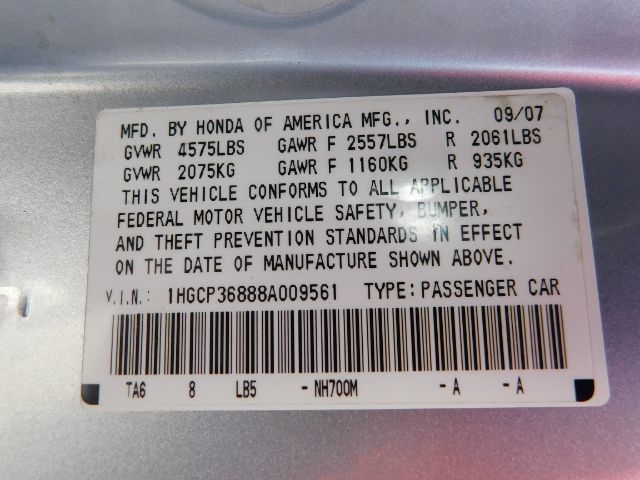 MFD. BY HONDA OF AMERICA MFG., INC. 09/07
GVWR 4575LBS GAWR F 2557LBS R 2061LBS
GVWR 2075KG GAWR F 1160KG R 935KG
THIS VEHICLE CONFORMS TO ALL APPLICABLE
FEDERAL MOTOR VEHICLE SAFETY, BUMPER,
AND THEFT PREVENTION STANDARDS IN EFFECT
ON THE DATE OF MANUFACTURE SHOWN ABOVE.
V.I.N.: 1HGCP36888A009561 TYPE: PASSENGER CAR
TA6 8 LB5 -NH700M -A -A